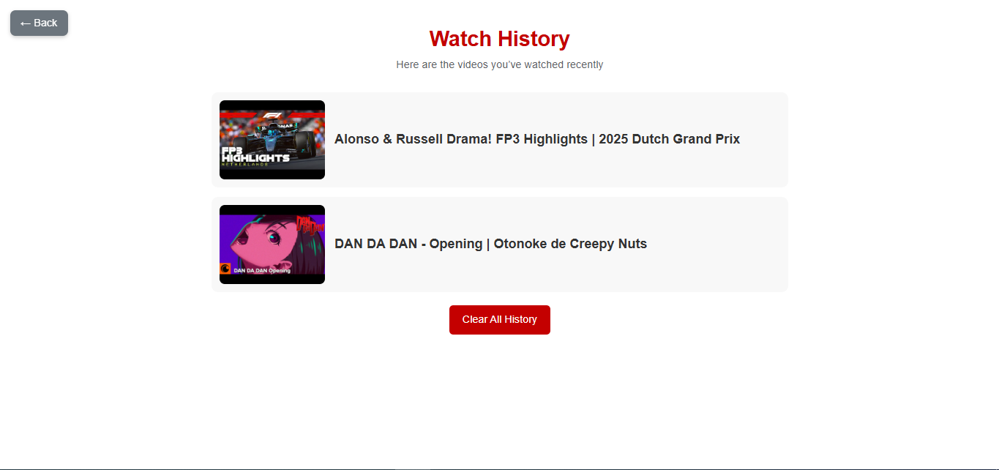 ← Back
Watch History
Here are the videos you’ve watched recently
F1
FP3
HIGHLIGHTS
NETHERLANDS
Alonso & Russell Drama! FP3 Highlights | 2025 Dutch Grand Prix
DAN DA DAN Opening
DAN DA DAN - Opening | Otonoke de Creepy Nuts
Clear All History